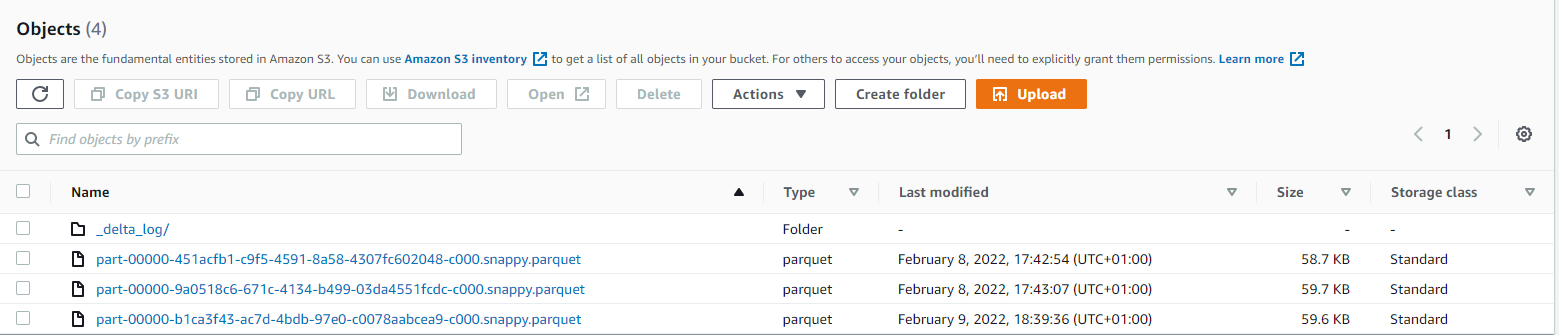 Objects (4)
Objects are the fundamental entities stored in Amazon S3. You can use Amazon S3 inventory to get a list of all objects in your bucket. For others to access your objects, you'll need to explicitly grant them permissions. Learn more
Copy S3 URI Copy URL Download Open Delete Actions Create folder Upload
Find objects by prefix 1
Name Type Last modified Size Storage class
_delta_log/ Folder - - -
part-00000-451acfb1-c9f5-4591-8a58-4307fc602048-c000.snappy.parquet parquet February 8, 2022, 17:42:54 (UTC+01:00) 58.7 KB Standard
part-00000-9a0518c6-671c-4134-b499-03da4551fcdc-c000.snappy.parquet parquet February 8, 2022, 17:43:07 (UTC+01:00) 59.7 KB Standard
part-00000-b1ca3f43-ac7d-4bdb-97e0-c0078aabcea9-c000.snappy.parquet parquet February 9, 2022, 18:39:36 (UTC+01:00) 59.6 KB Standard